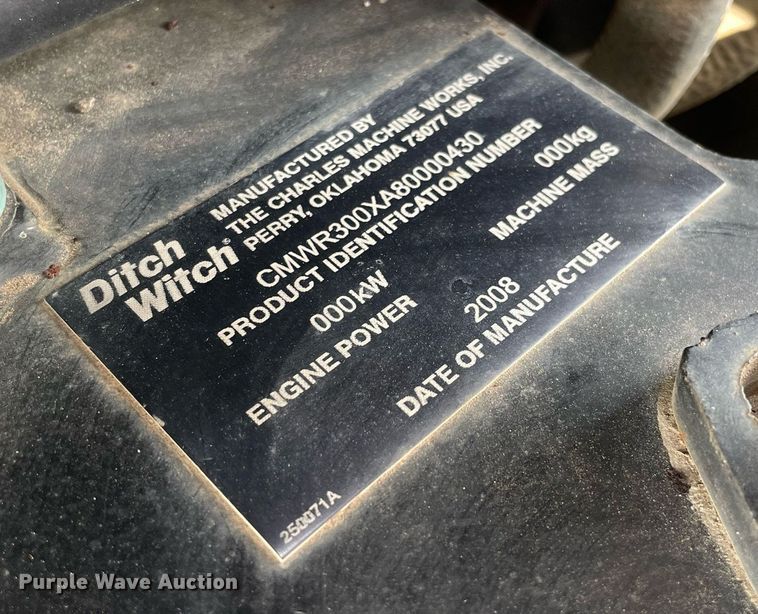 Ditch
Witch®
MANUFACTURED BY
THE CHARLES MACHINE WORKS, INC.
PERRY, OKLAHOMA 73077 USA
CMWR300XA80000430
PRODUCT IDENTIFICATION NUMBER
000kW 000kg
ENGINE POWER MACHINE MASS
2008
DATE OF MANUFACTURE
250071A
Purple Wave Auction